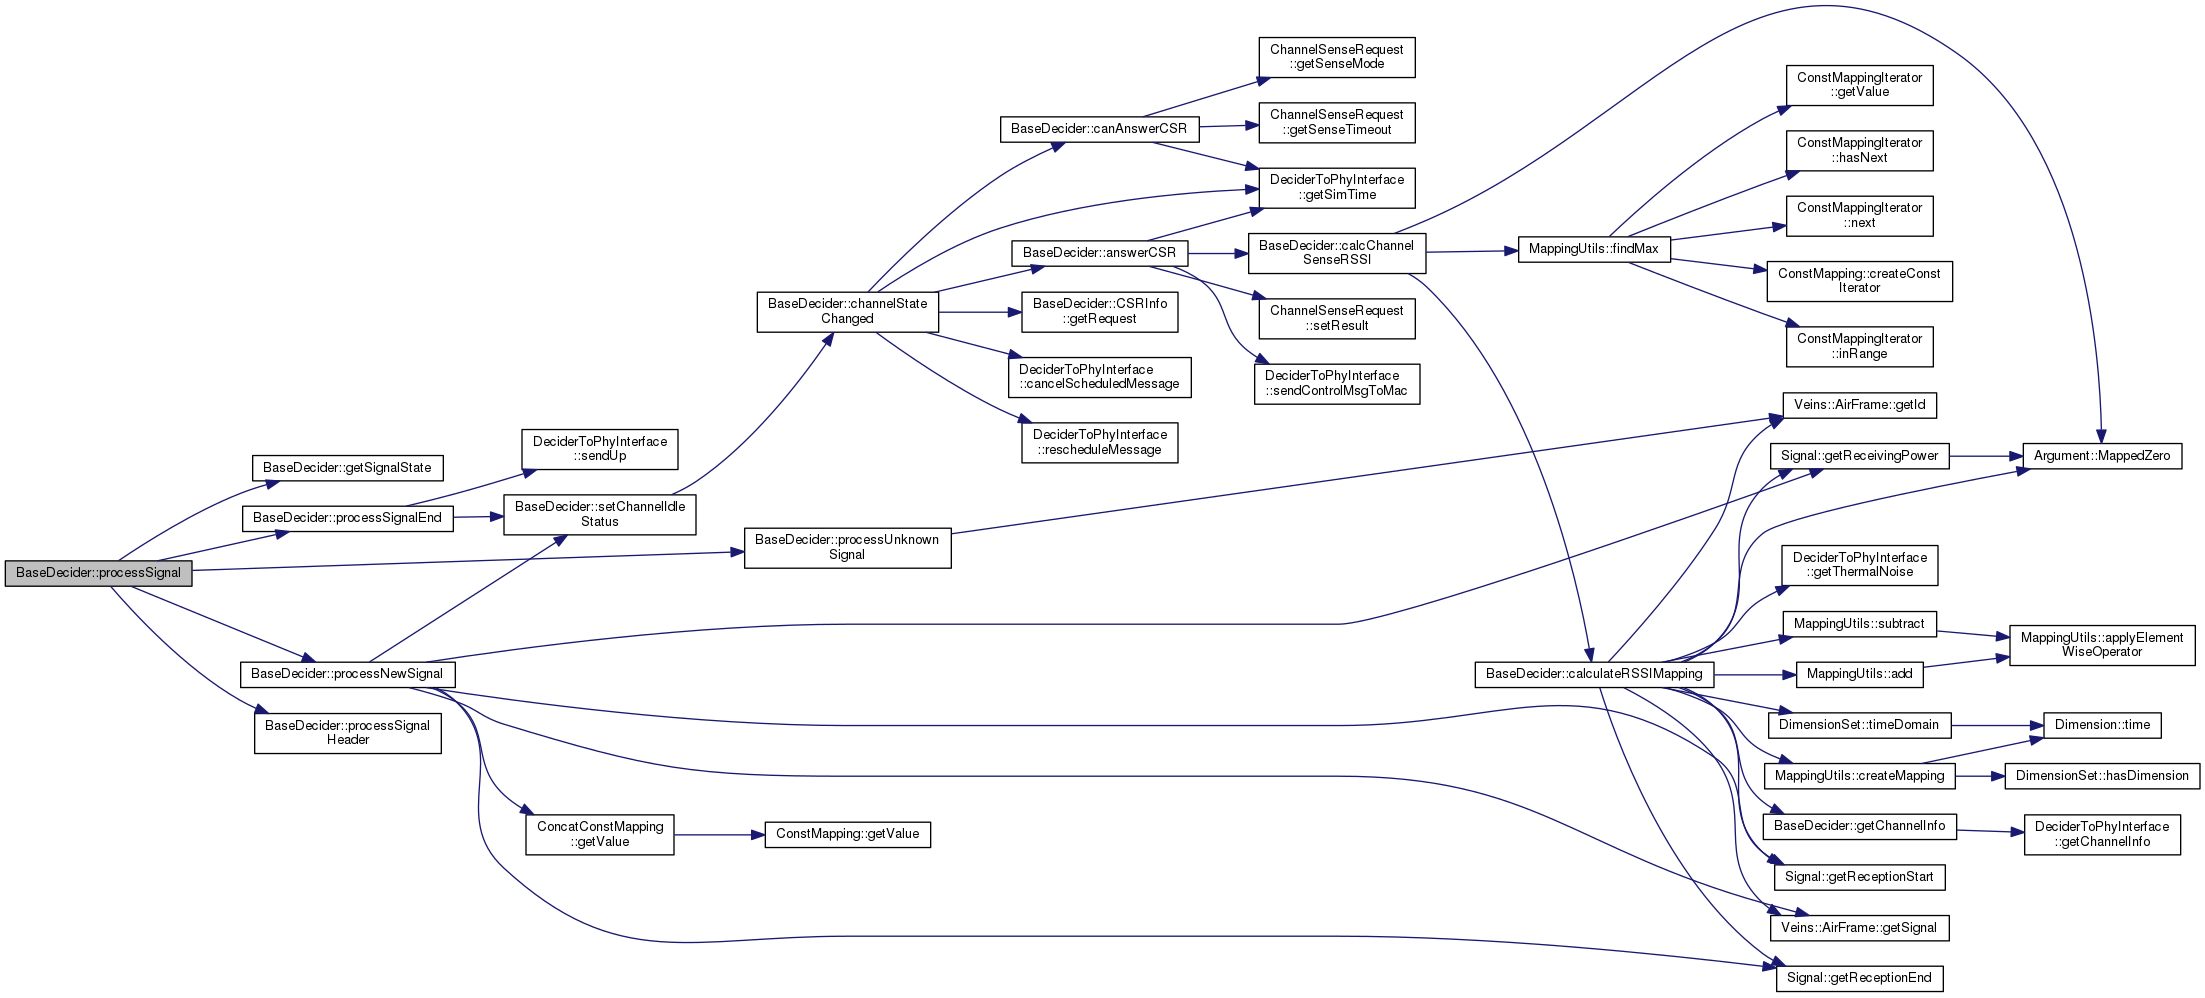 BaseDecider::processSignal
BaseDecider::getSignalState
BaseDecider::processSignalEnd
BaseDecider::processNewSignal
BaseDecider::processSignal
Header
DeciderToPhyInterface
::sendUp
BaseDecider::setChannelIdle
Status
ConcatConstMapping
::getValue
BaseDecider::channelState
Changed
BaseDecider::processUnknown
Signal
ConstMapping::getValue
BaseDecider::canAnswerCSR
BaseDecider::answerCSR
BaseDecider::CSRInfo
::getRequest
DeciderToPhyInterface
::cancelScheduledMessage
DeciderToPhyInterface
::rescheduleMessage
ChannelSenseRequest
::getSenseMode
ChannelSenseRequest
::getSenseTimeout
DeciderToPhyInterface
::getSimTime
BaseDecider::calcChannel
SenseRSSI
ChannelSenseRequest
::setResult
DeciderToPhyInterface
::sendControlMsgToMac
MappingUtils::findMax
BaseDecider::calculateRSSIMapping
ConstMappingIterator
::getValue
ConstMappingIterator
::hasNext
ConstMappingIterator
::next
ConstMapping::createConst
Iterator
ConstMappingIterator
::inRange
Veins::AirFrame::getId
Signal::getReceivingPower
DeciderToPhyInterface
::getThermalNoise
MappingUtils::subtract
MappingUtils::add
DimensionSet::timeDomain
MappingUtils::createMapping
BaseDecider::getChannelInfo
Signal::getReceptionStart
Veins::AirFrame::getSignal
Signal::getReceptionEnd
Argument::MappedZero
MappingUtils::applyElement
WiseOperator
Dimension::time
DimensionSet::hasDimension
DeciderToPhyInterface
::getChannelInfo